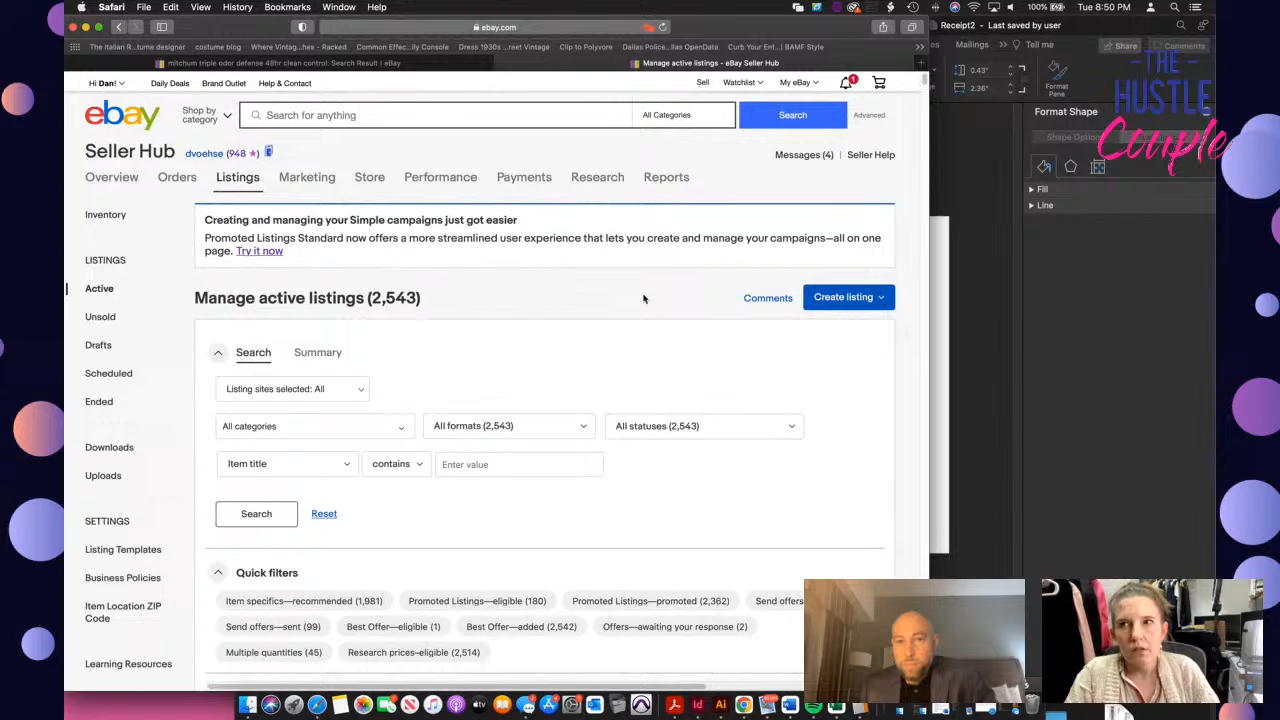 Safari File Edit View History Bookmarks Develop Window Help Tue 8:50 PM
ebay.com
Receipt2 — Last saved by user
Mailings Tell me Share Comments
costume blog Where Vintag...hes - Racked Common Effec...ily Console Dress 1930s ...reet Vintage Clip to Polyvore Dallas Police...llas OpenData Curb Your Ent...| BAMF Style
mitchum triple odor defense 48hr clean control: Search Result | eBay Manage active listings - eBay Seller Hub
0.43"
2.36"
Format
Pane
THE
HUSTLE
Couple
Format Shape
Shape Options
Fill
Line
Hi Dan! Daily Deals Brand Outlet Help & Contact Sell Watchlist My eBay 1
ebay Shop by category Search for anything All Categories Search Advanced
Seller Hub dvoehse (948 ★) Messages (4) | Seller Help
Overview Orders Listings Marketing Store Performance Payments Research Reports
Inventory
LISTINGS
Active
Unsold
Drafts
Scheduled
Ended
Downloads
Uploads
SETTINGS
Listing Templates
Business Policies
Item Location ZIP
Code
Learning Resources
Creating and managing your Simple campaigns just got easier
Promoted Listings Standard now offers a more streamlined user experience that lets you create and manage your campaigns—all on one
page. Try it now
Manage active listings (2,543) Comments Create listing
Search Summary
Listing sites selected: All
All categories All formats (2,543) All statuses (2,543)
Item title contains Enter value
Search Reset
Quick filters
Item specifics—recommended (1,981) Promoted Listings—eligible (180) Promoted Listings—promoted (2,362) Send offers
Send offers—sent (99) Best Offer—eligible (1) Best Offer—added (2,542) Offers—awaiting your response (2)
Multiple quantities (45) Research prices-eligible (2,514)